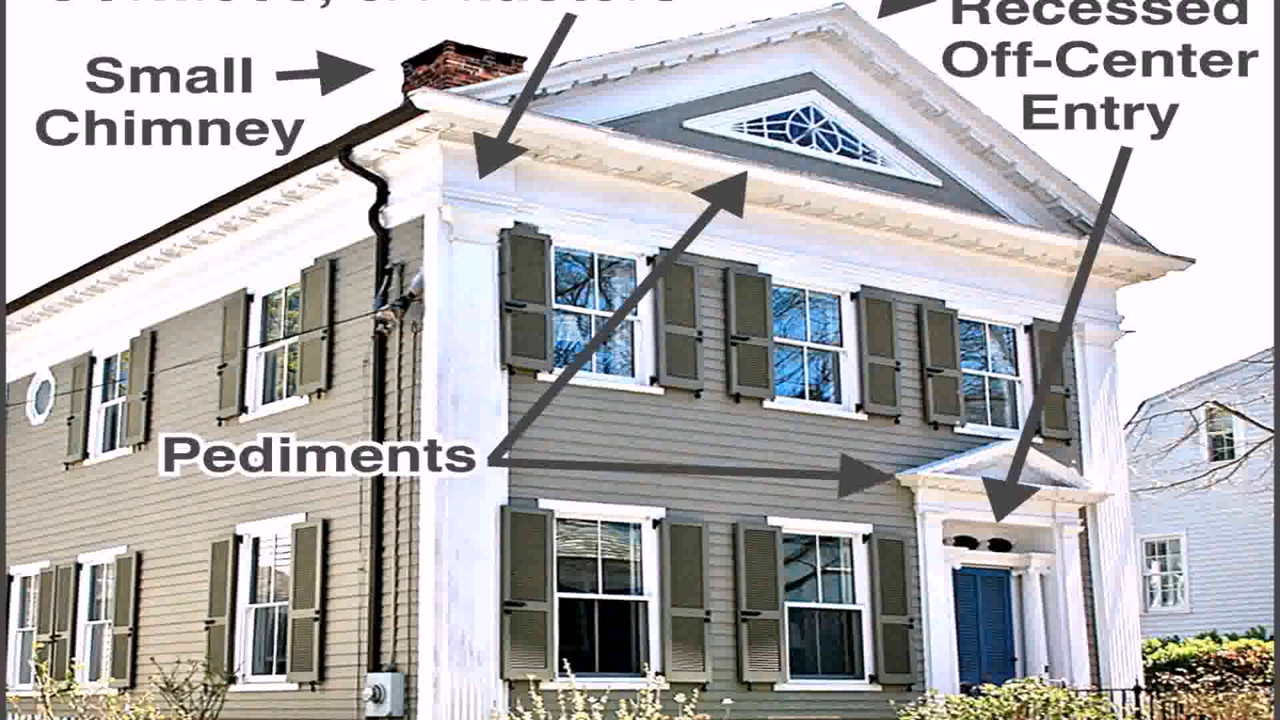 Recessed
Off-Center
Entry
Small
Chimney
Pediments